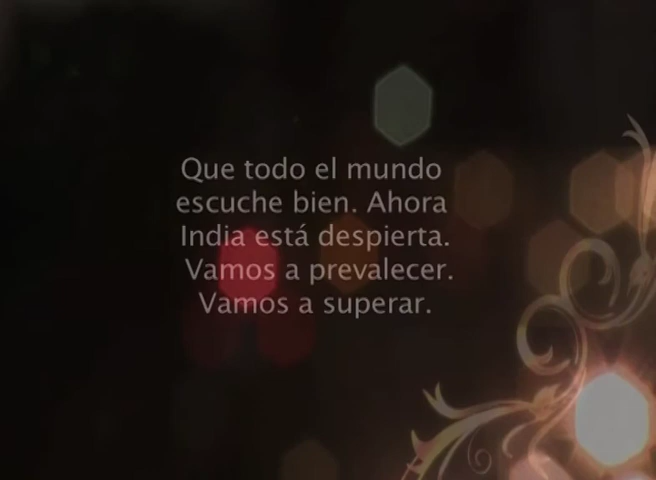 Que todo el mundo
escuche bien. Ahora
India está despierta.
Vamos a prevalecer.
Vamos a superar.